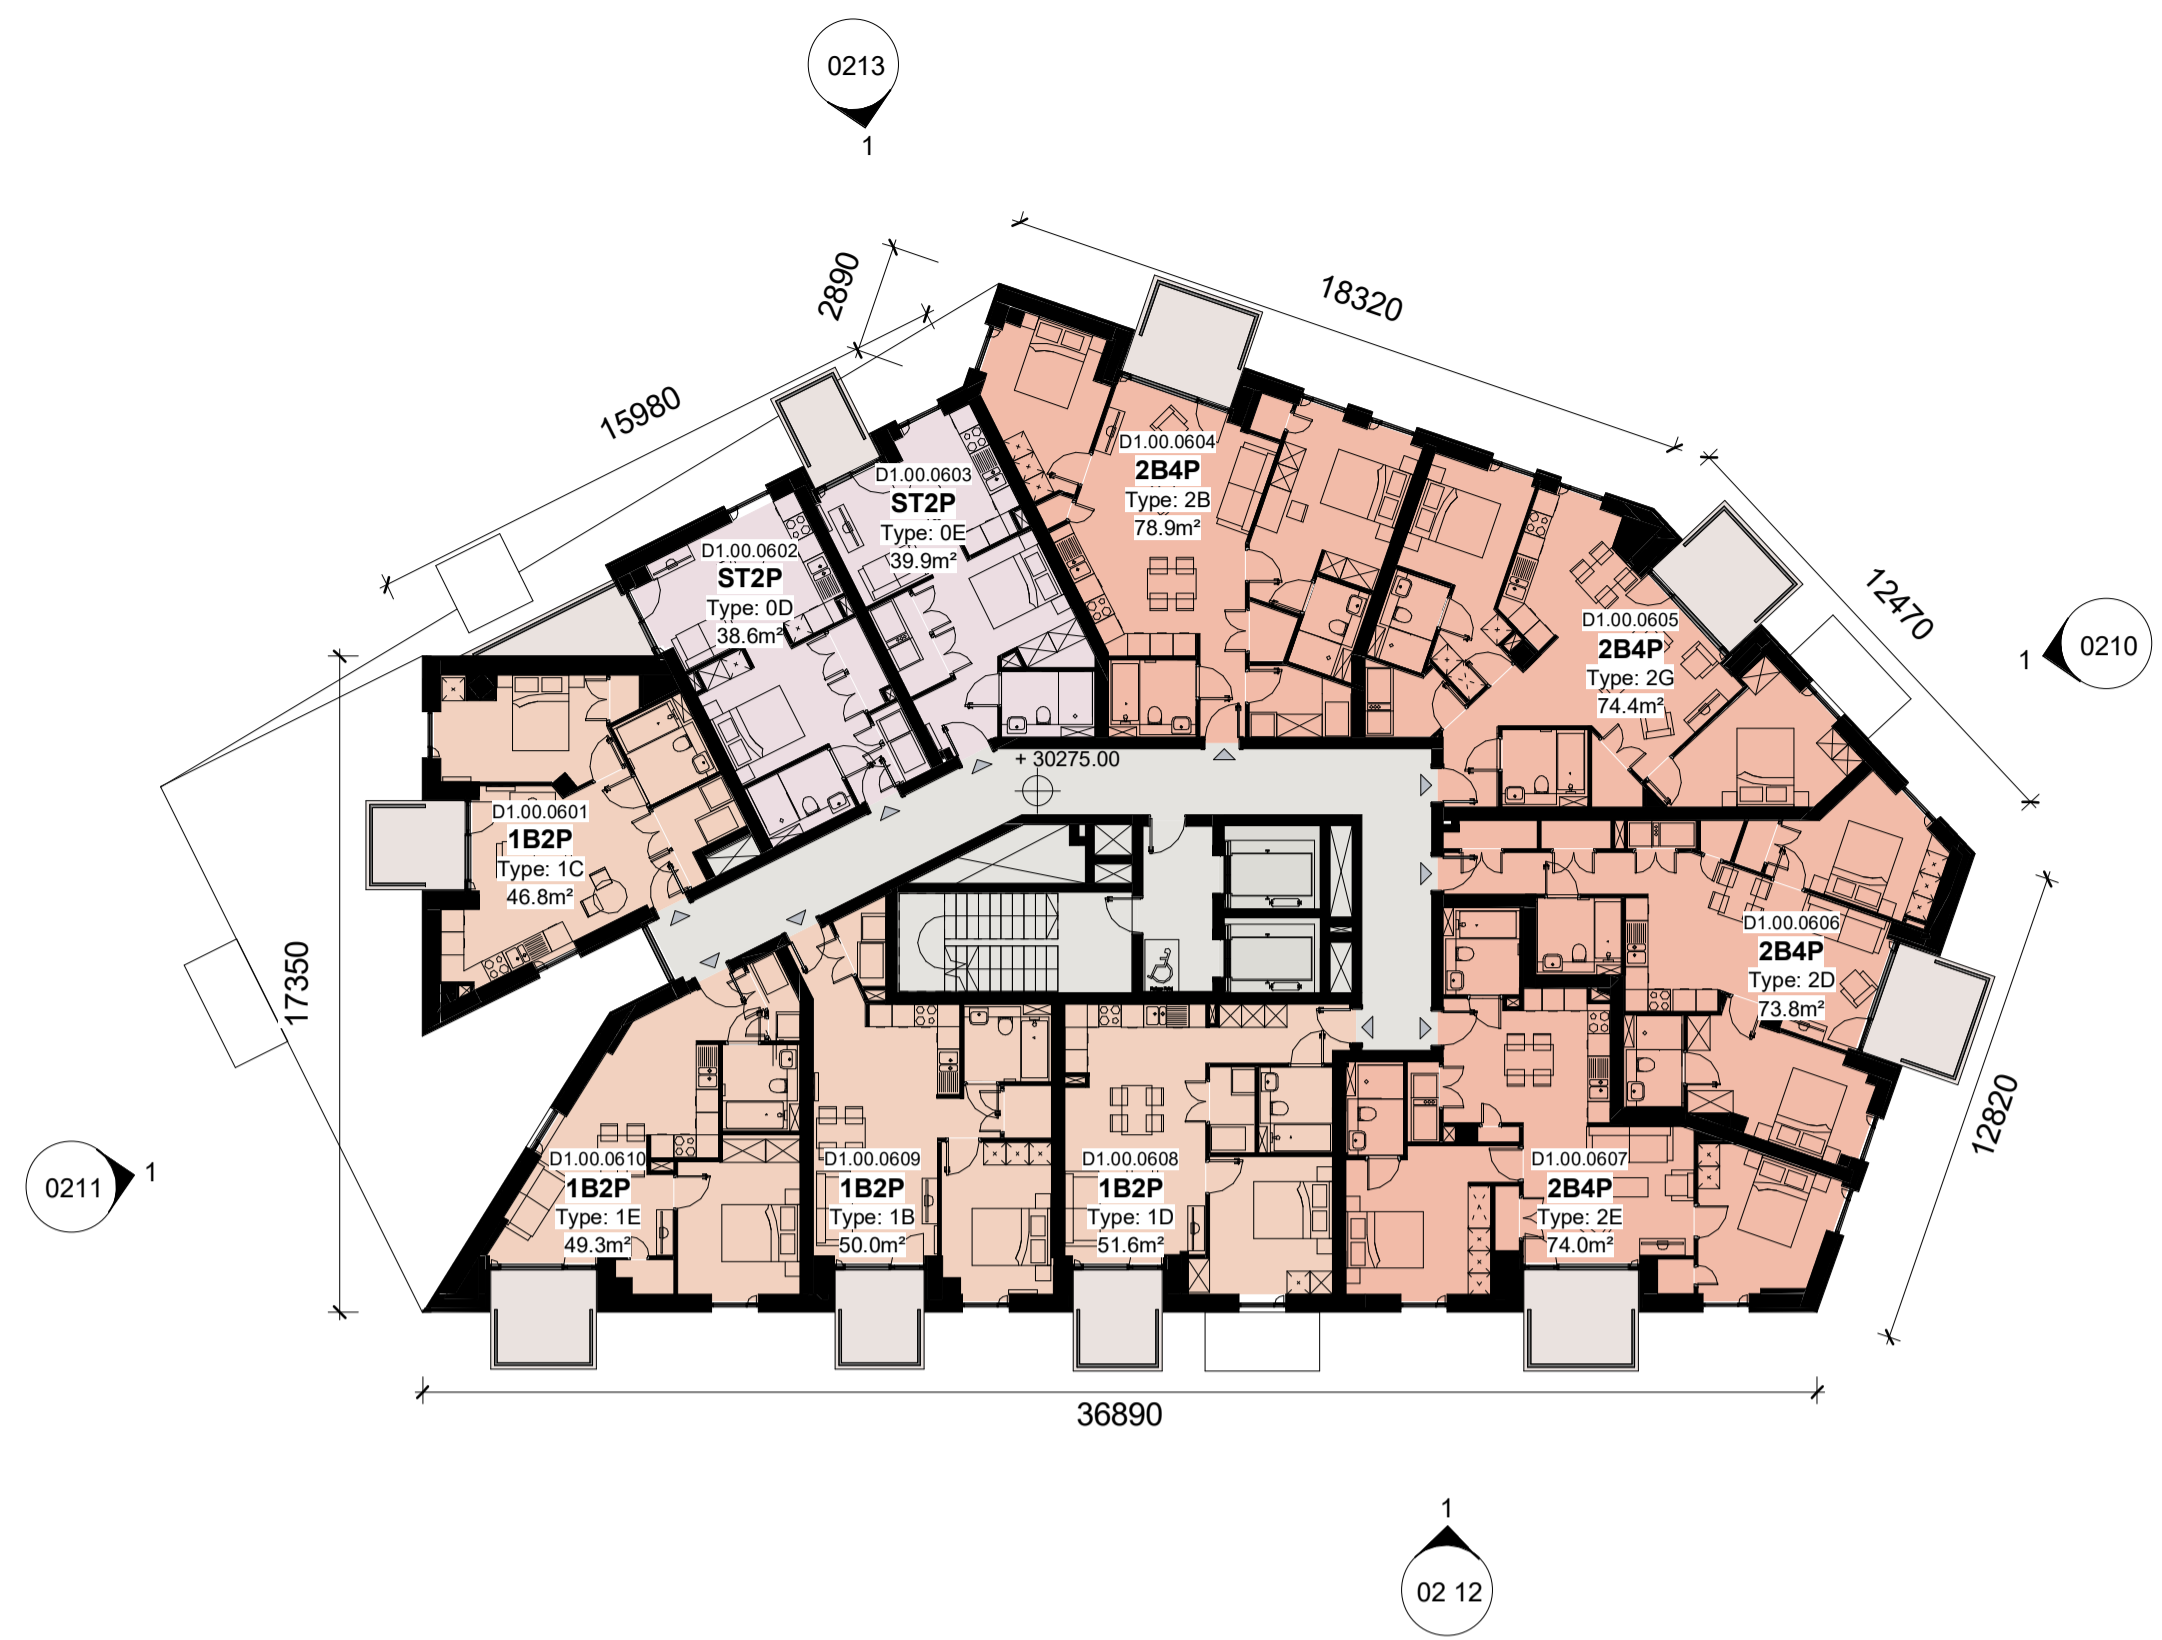 0213
1
18320
2890
15980
12470
D1.00.0604
2B4P
Type: 2B
78.9m²
D1.00.0603
ST2P
Type: 0E
39.9m²
D1.00.0602
ST2P
Type: 0D
38.6m²
D1.00.0605
2B4P
Type: 2G
74.4m²
0210
1
+ 30275.00
D1.00.0601
1B2P
Type: 1C
46.8m²
D1.00.0606
2B4P
Type: 2D
73.8m²
17350
12820
D1.00.0610
1B2P
Type: 1E
49.3m²
D1.00.0609
1B2P
Type: 1B
50.0m²
D1.00.0608
1B2P
Type: 1D
51.6m²
D1.00.0607
2B4P
Type: 2E
74.0m²
0211
1
36890
1
02 12